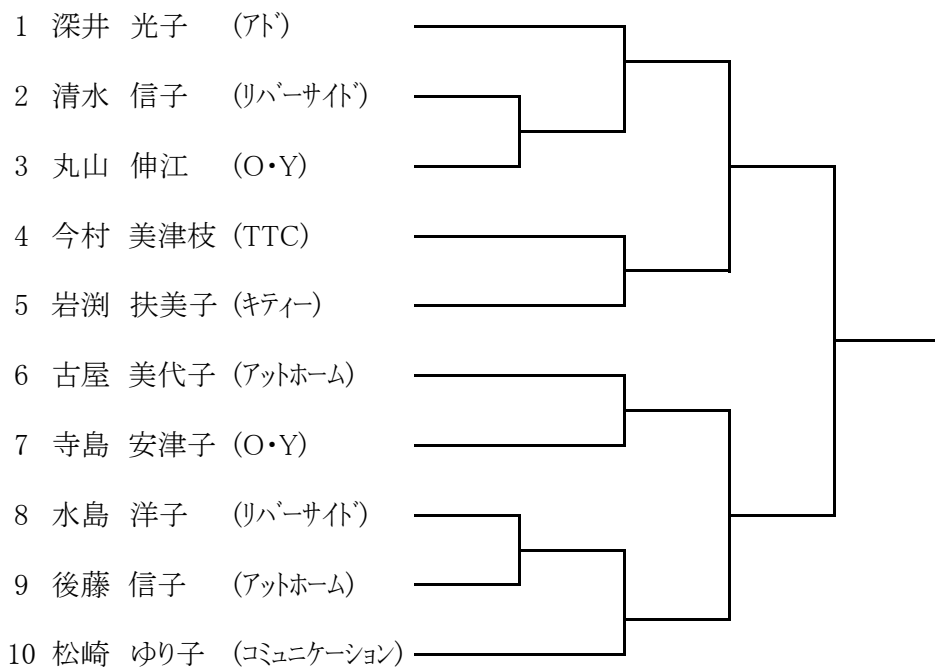 1 深井 光子 (アド)
2 清水 信子 (リバーサイド)
3 丸山 伸江 (O・Y)
4 今村 美津枝 (TTC)
5 岩渕 扶美子 (キティー)
6 古屋 美代子 (アットホーム)
7 寺島 安津子 (O・Y)
8 水島 洋子 (リバーサイド)
9 後藤 信子 (アットホーム)
10 松崎 ゆり子 (コミュニケーション)